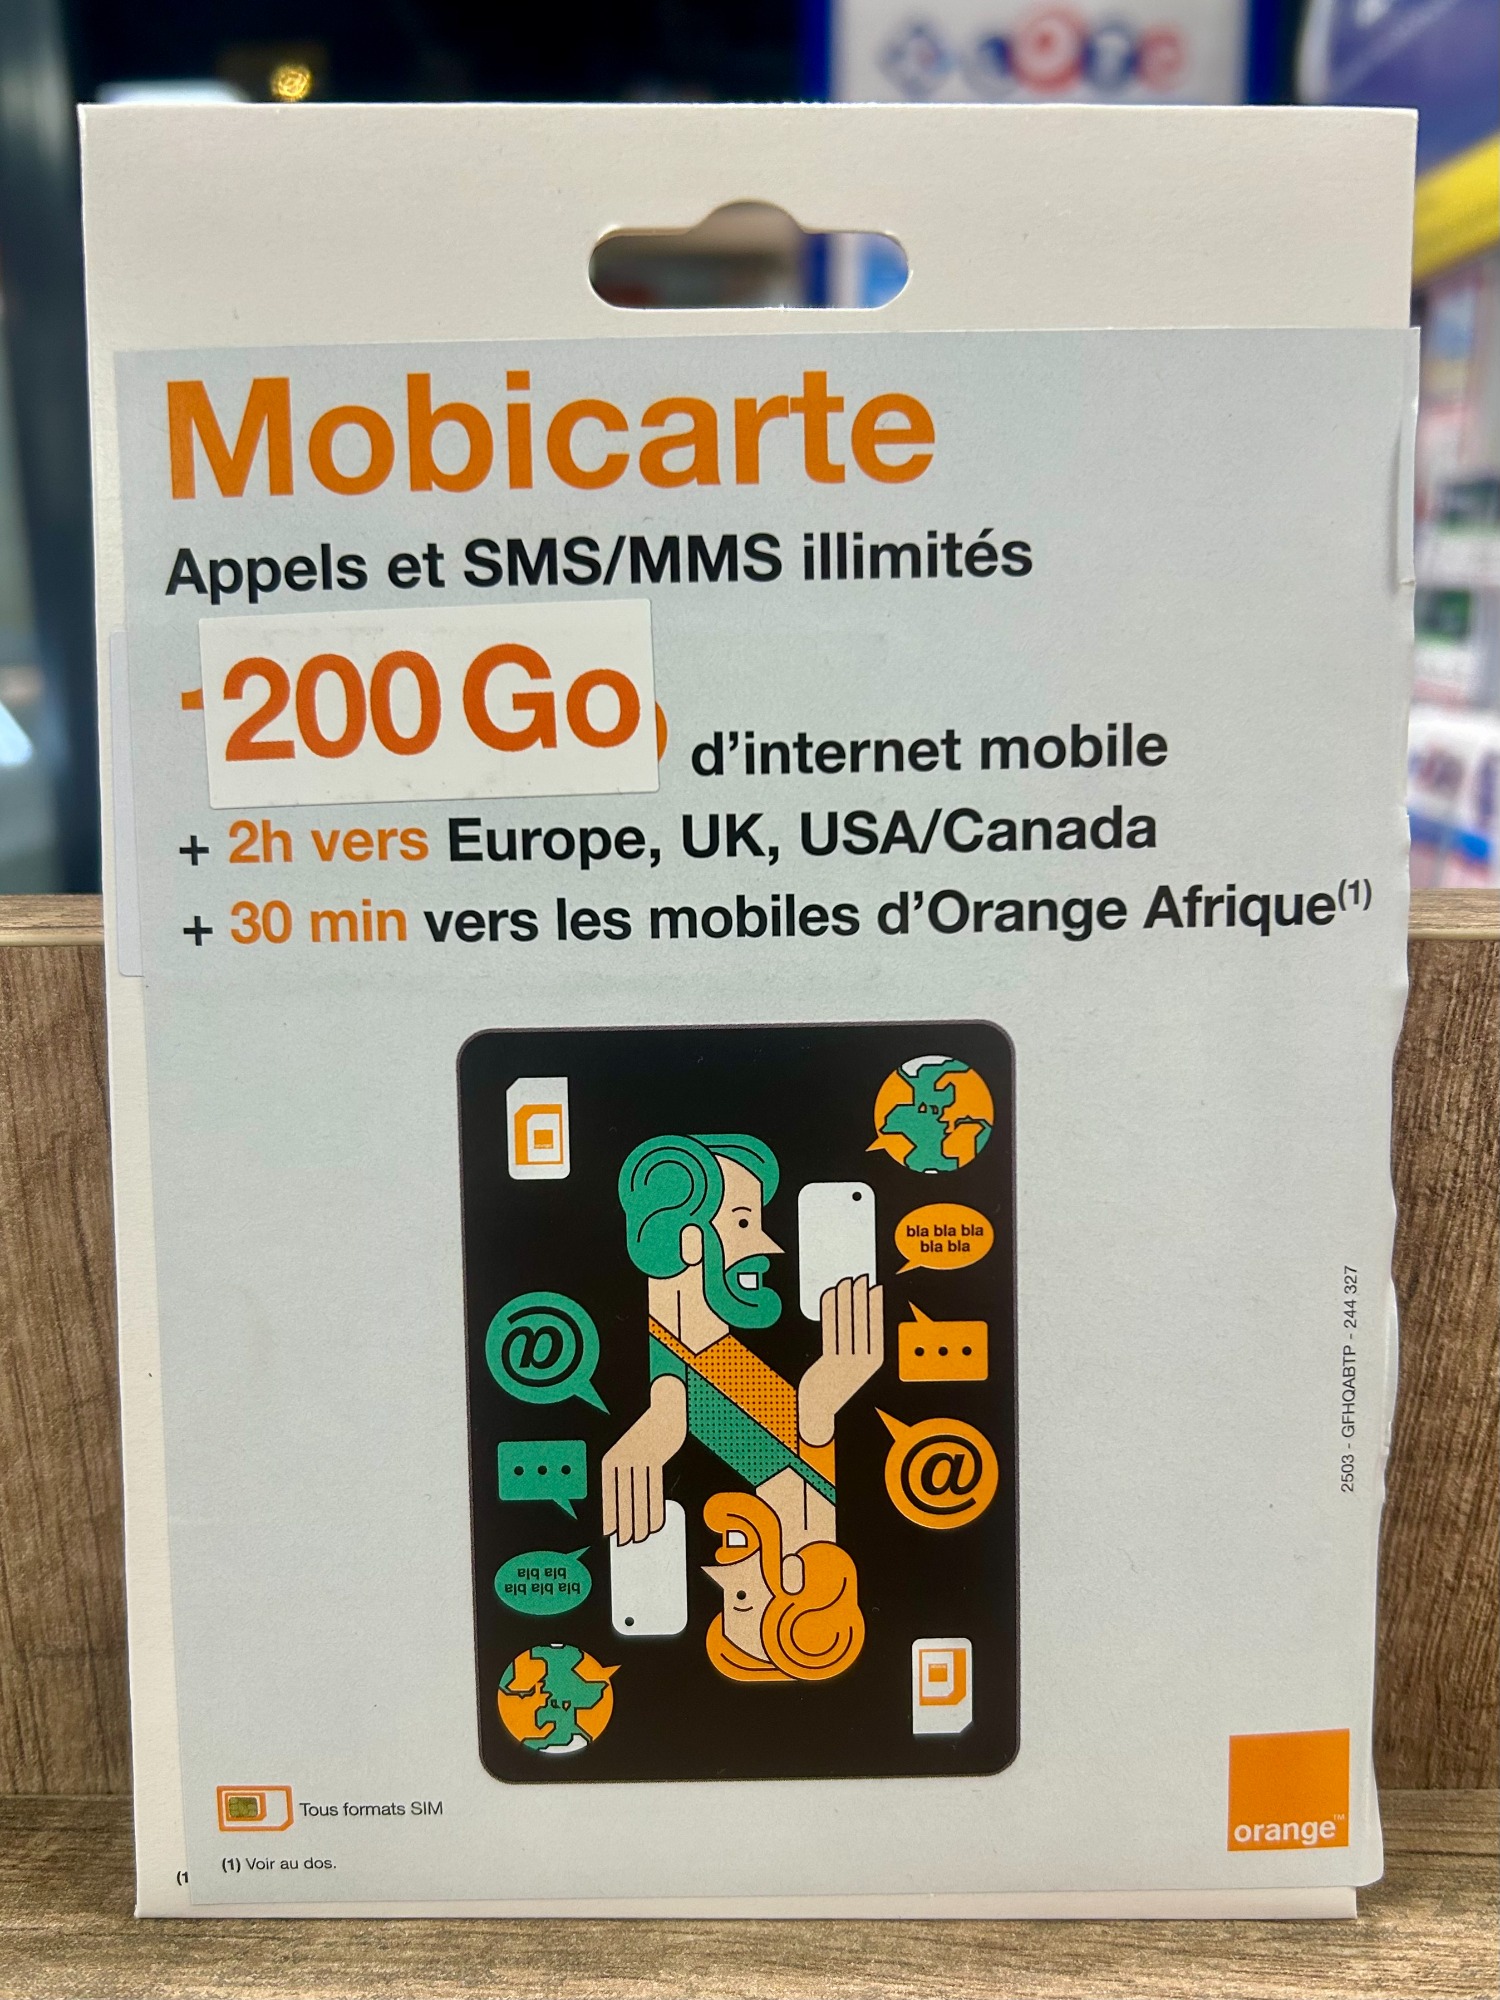 Mobicarte
Appels et SMS/MMS illimités
200 Go
d'internet mobile
+ 2h vers Europe, UK, USA/Canada
+ 30 min vers les mobiles d'Orange Afrique(1)
bla bla bla
bla bla
@
@
bla bla bla
bla bla
2503 - GFHQABTP - 244 327
Tous formats SIM
(1) Voir au dos.
(1
orange™